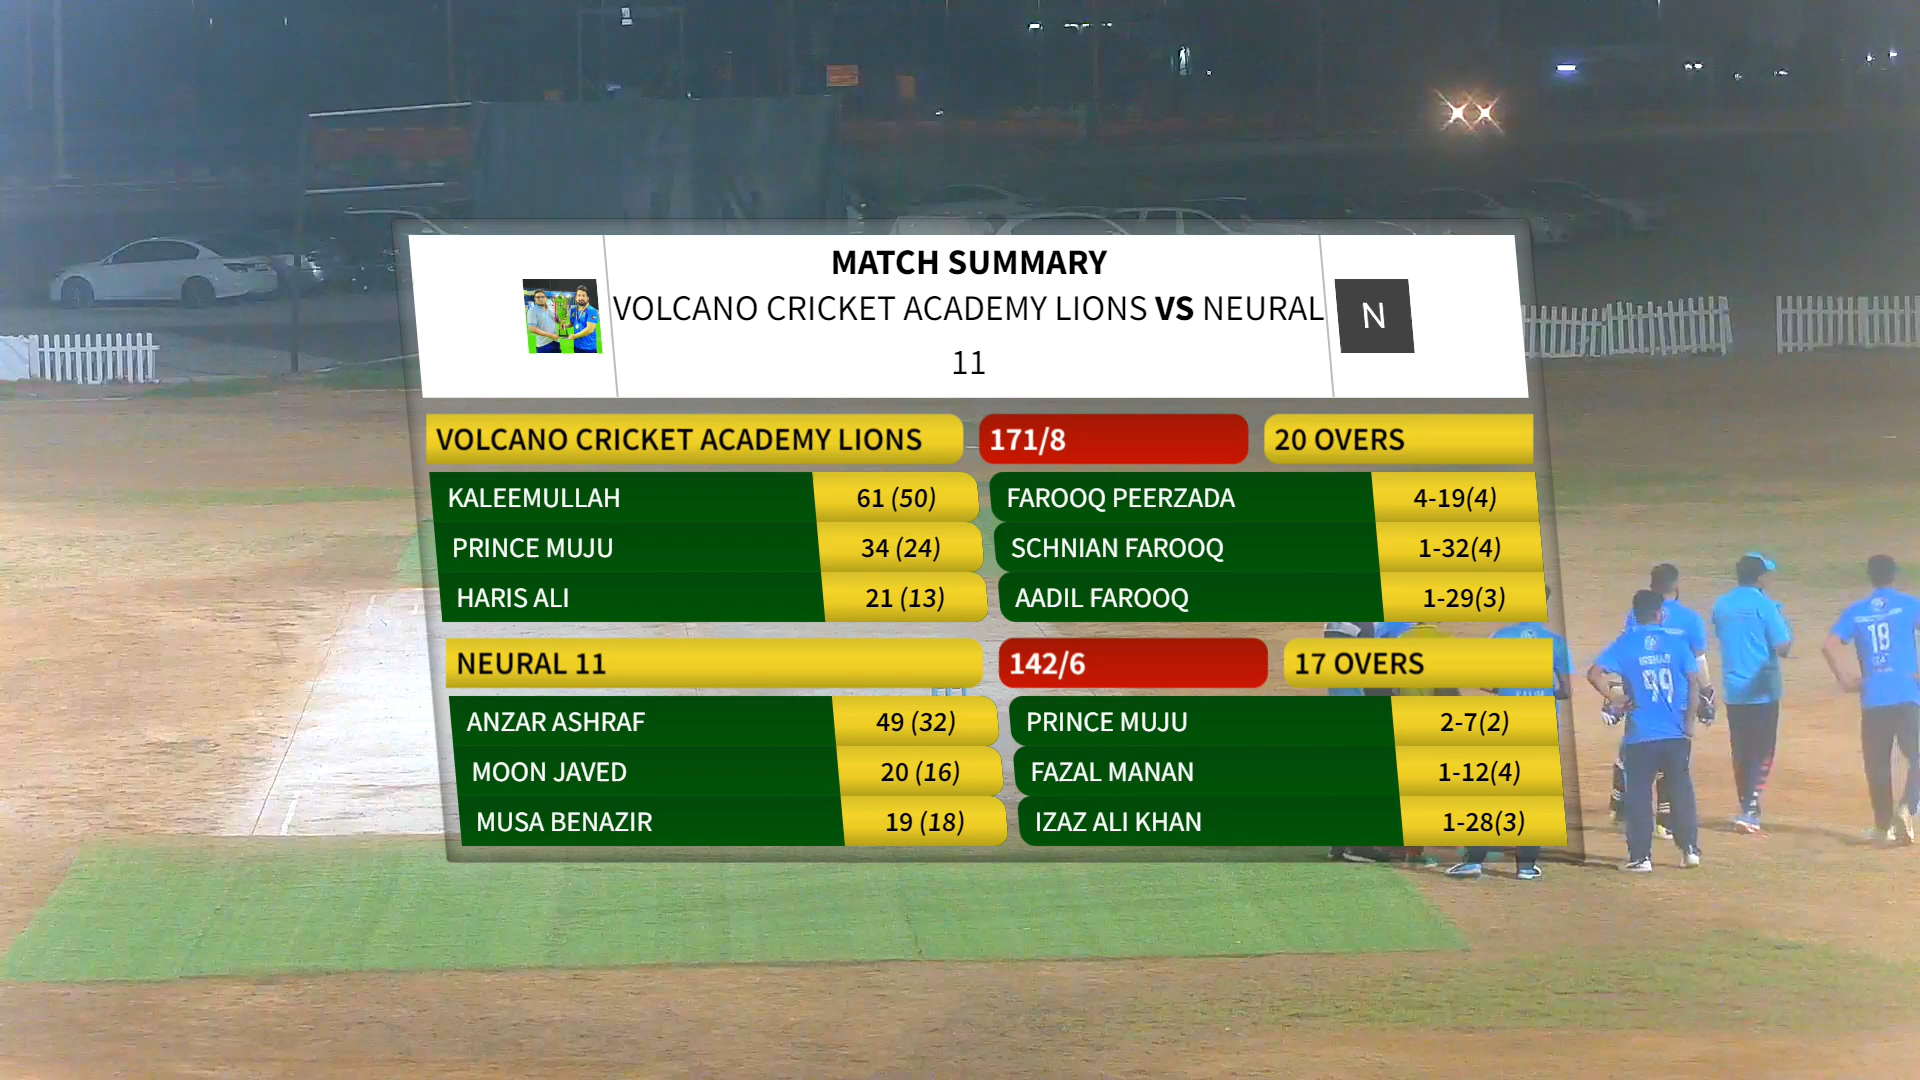 MATCH SUMMARY
VOLCANO CRICKET ACADEMY LIONS VS NEURAL
11
N
VOLCANO CRICKET ACADEMY LIONS 171/8 20 OVERS
KALEEMULLAH 61 (50) FAROOQ PEERZADA 4-19(4)
PRINCE MUJU 34 (24) SCHNIAN FAROOQ 1-32(4)
HARIS ALI 21 (13) AADIL FAROOQ 1-29(3)
NEURAL 11 142/6 17 OVERS
ANZAR ASHRAF 49 (32) PRINCE MUJU 2-7(2)
MOON JAVED 20 (16) FAZAL MANAN 1-12(4)
MUSA BENAZIR 19 (18) IZAZ ALI KHAN 1-28(3)
99
18